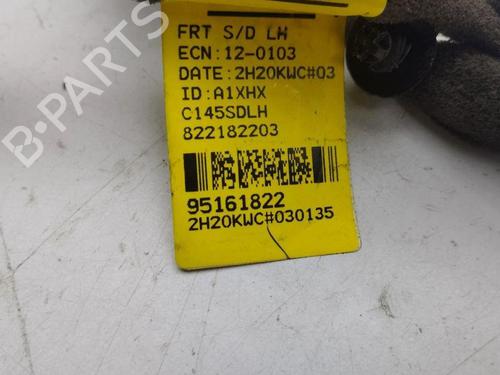 FRT S/D LH
ECN:12-0103
DATE:2H20KWC#03
ID:A1XHX
C145SDLH
822182203
95161822
2H20KWC#030135
B-PARTS